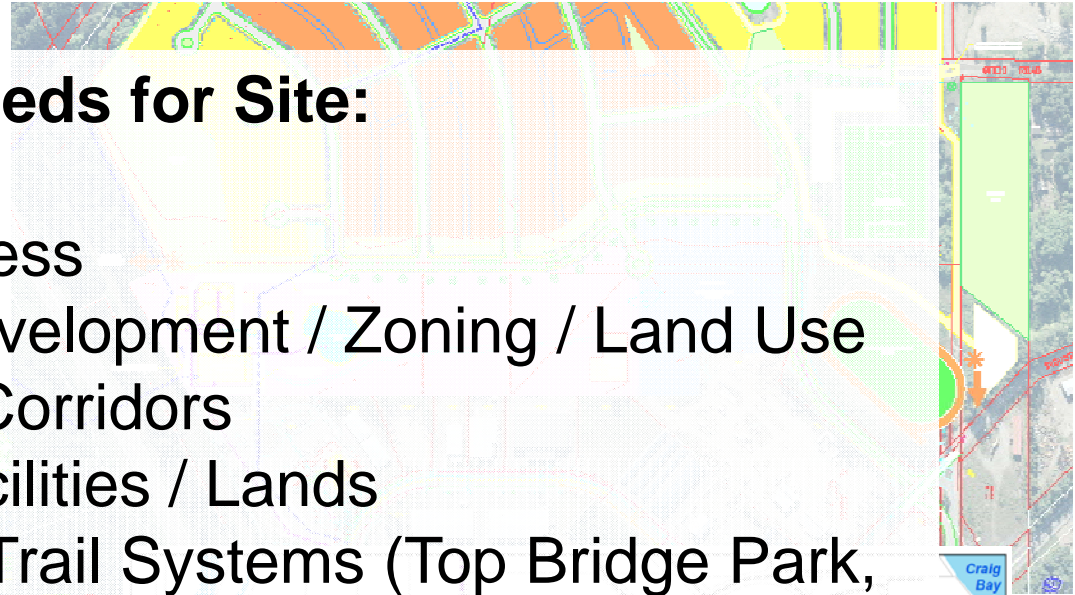 eds for Site:
ess
velopment / Zoning / Land Use
Corridors
cilities / Lands
Trail Systems (Top Bridge Park,
Craig
Bay